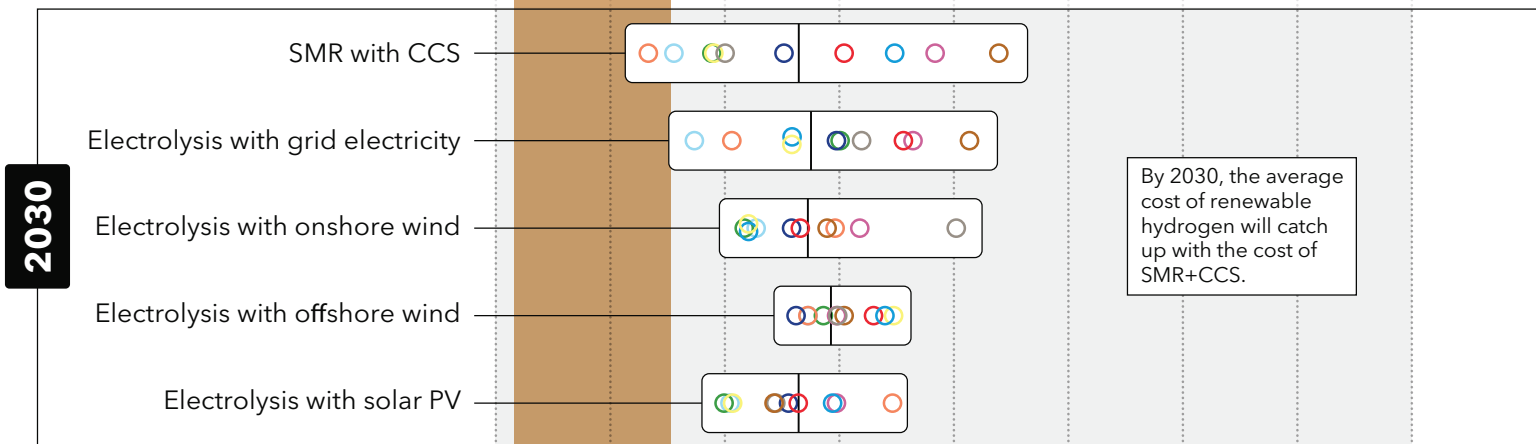 SMR with CCS
Electrolysis with grid electricity
2030
Electrolysis with onshore wind
Electrolysis with offshore wind
Electrolysis with solar PV
By 2030, the average
cost of renewable
hydrogen will catch
up with the cost of
SMR+CCS.